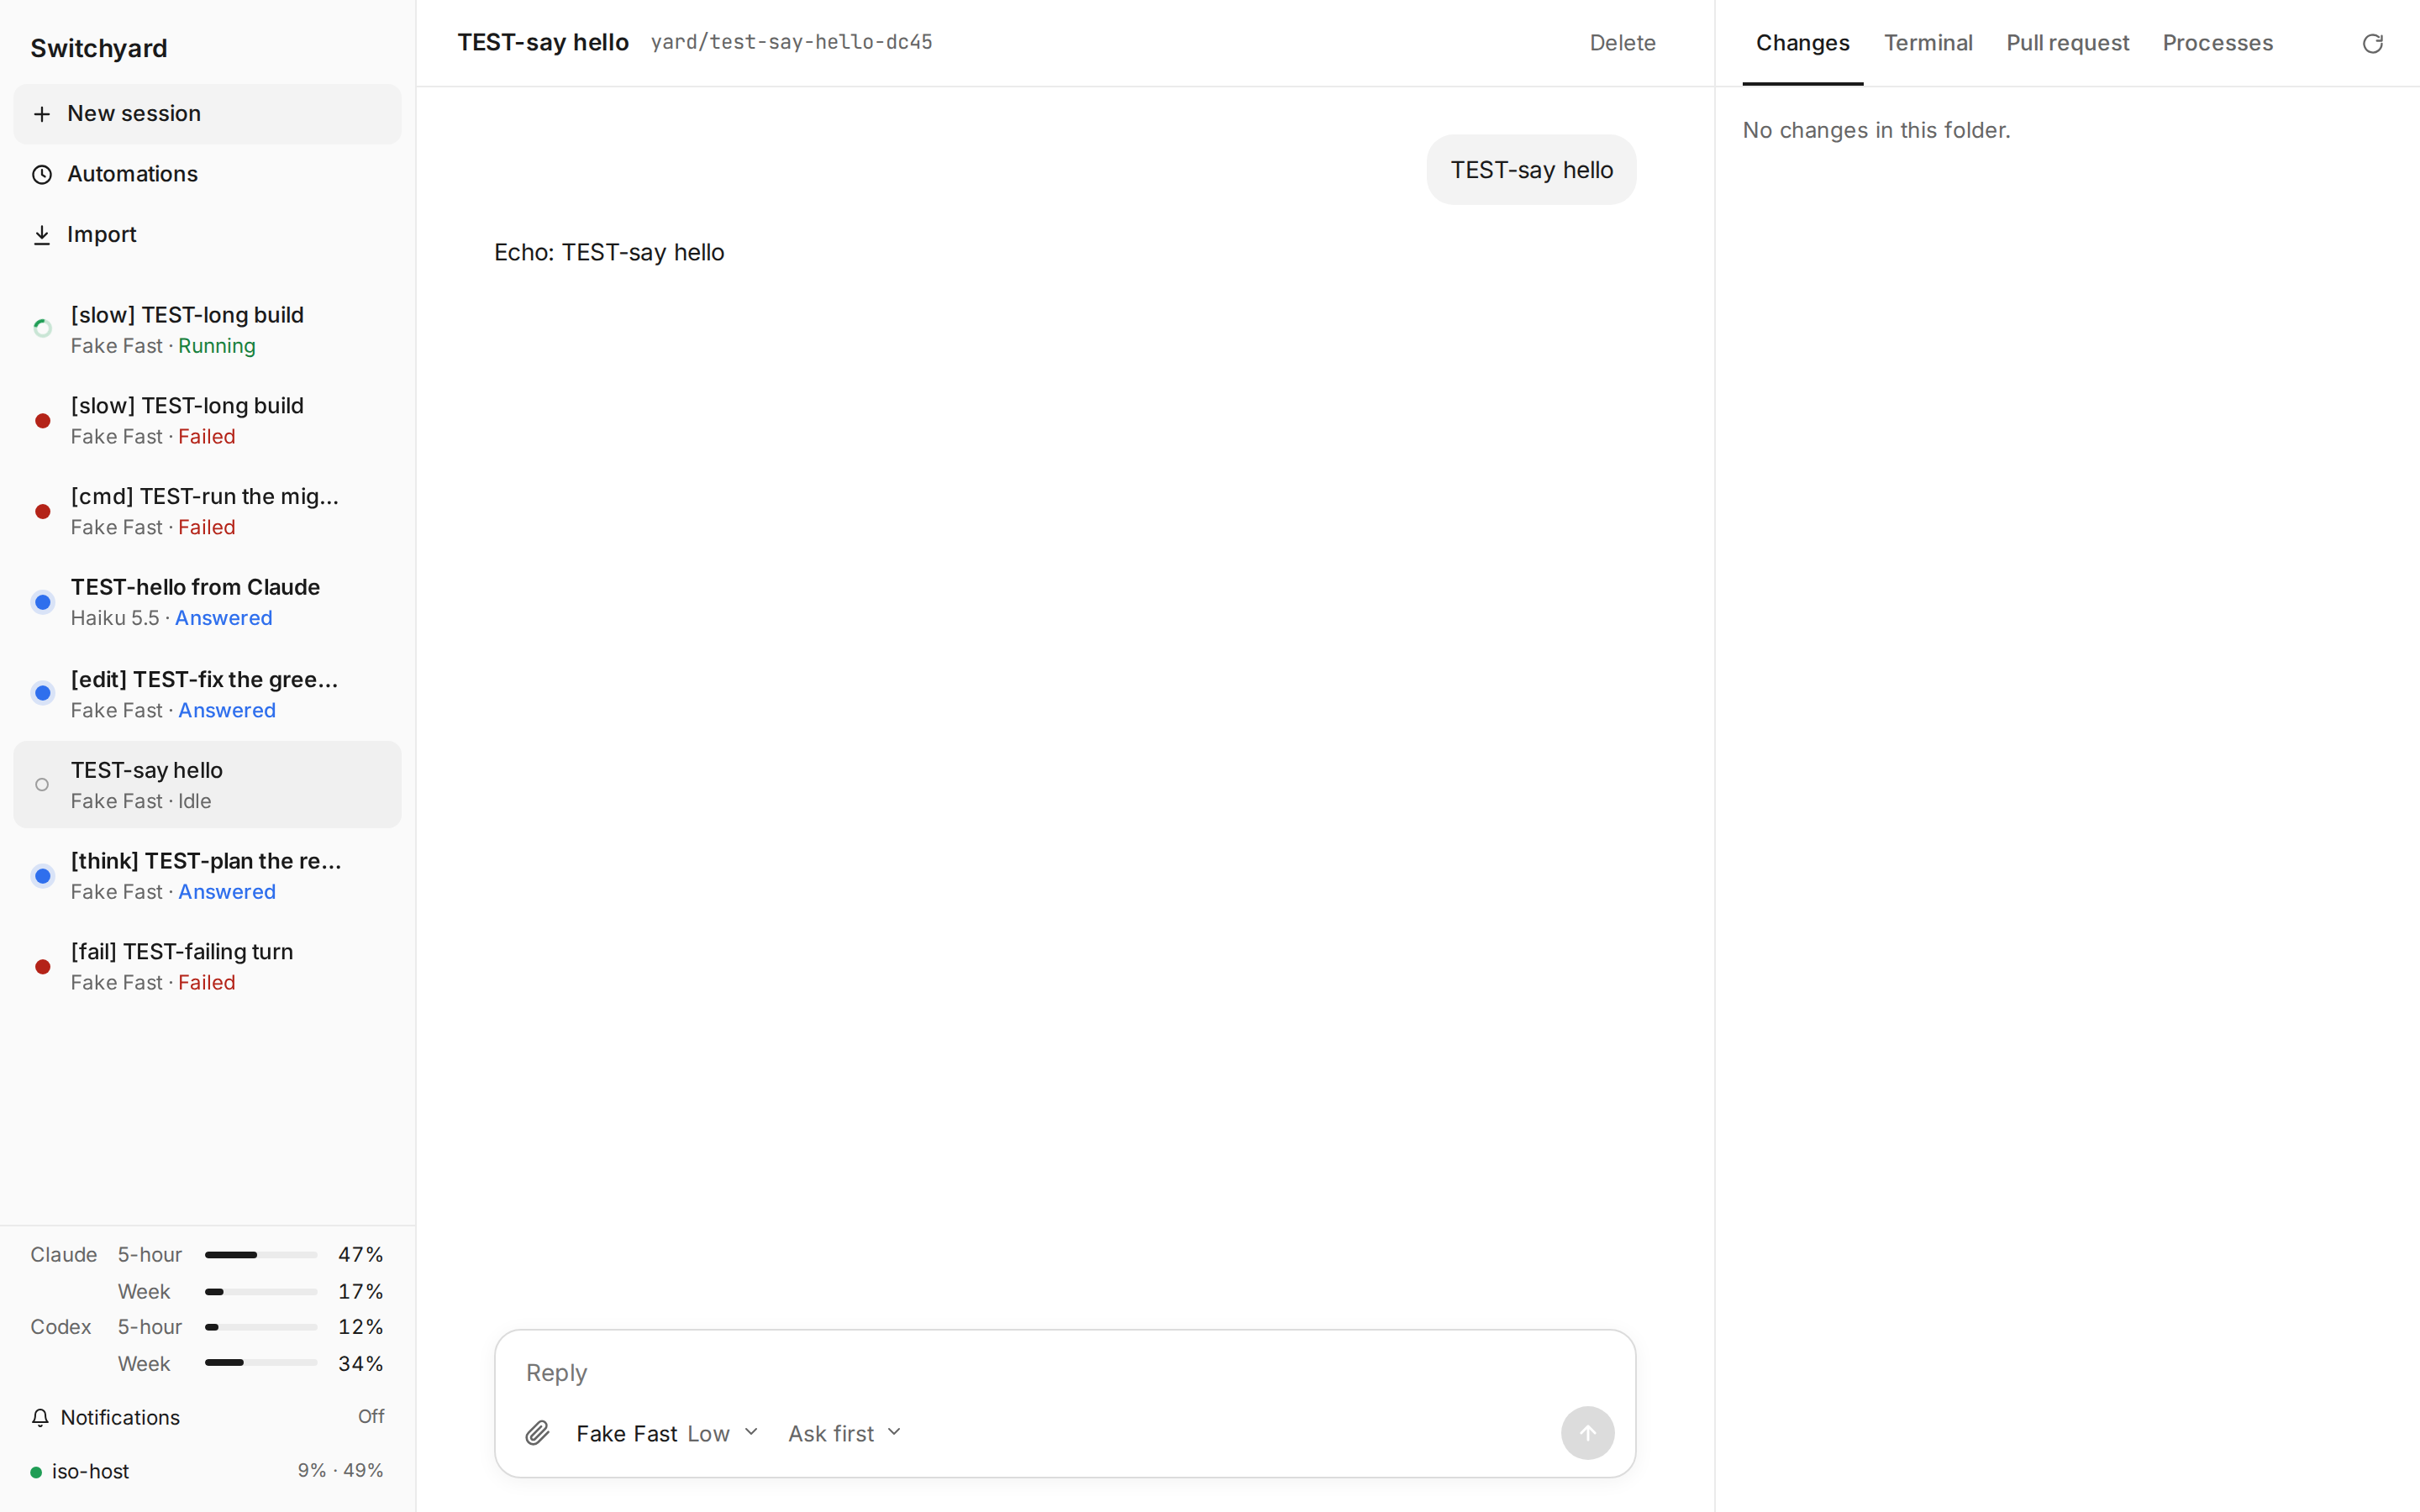 Switchyard
New session
Automations
Import
[slow] TEST-long build
Fake Fast · Running
[slow] TEST-long build
Fake Fast · Failed
[cmd] TEST-run the mig...
Fake Fast · Failed
TEST-hello from Claude
Haiku 5.5 · Answered
[edit] TEST-fix the gree...
Fake Fast · Answered
TEST-say hello
Fake Fast · Idle
[think] TEST-plan the re...
Fake Fast · Answered
[fail] TEST-failing turn
Fake Fast · Failed
Claude 5-hour 47%
Week 17%
Codex 5-hour 12%
Week 34%
Notifications Off
iso-host 9% · 49%
TEST-say hello yard/test-say-hello-dc45 Delete
TEST-say hello
Echo: TEST-say hello
Reply
Fake Fast Low Ask first
Changes Terminal Pull request Processes
No changes in this folder.